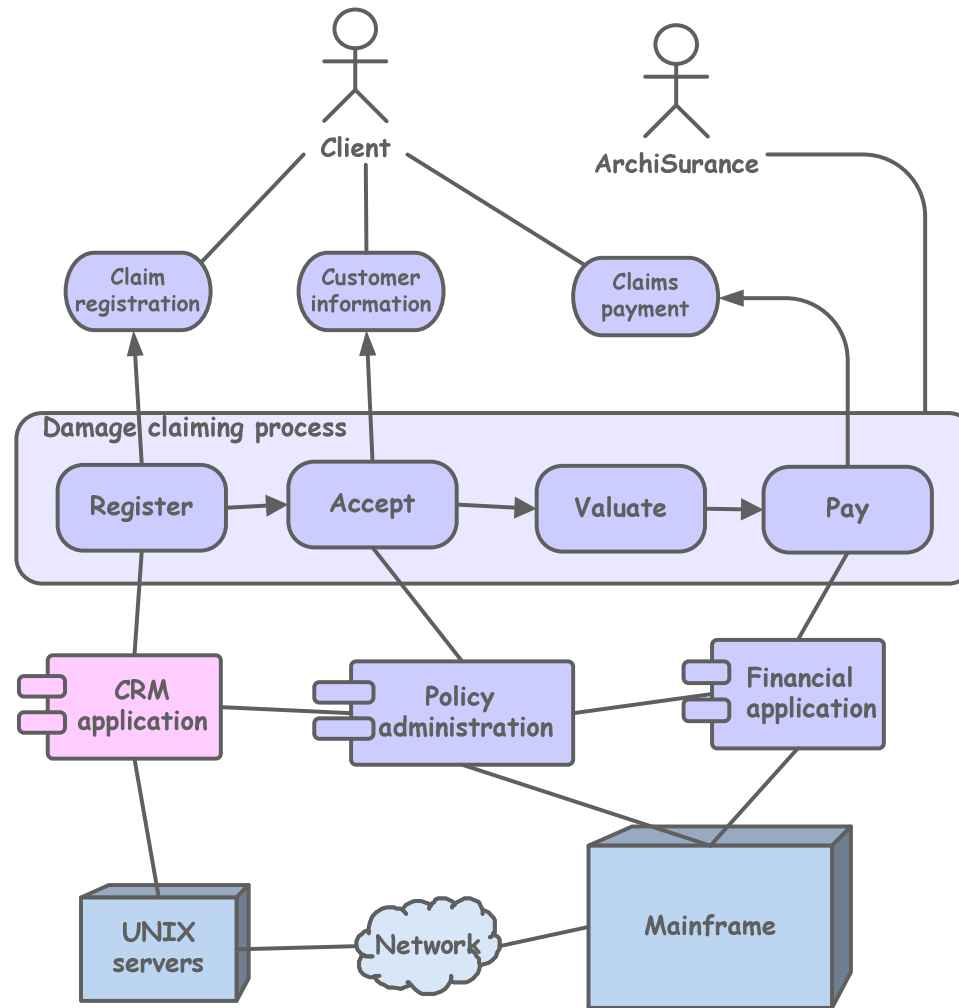 Client
ArchiSurance
Claim
registration
Customer
information
Claims
payment
Damage claiming process
Register
Accept
Valuate
Pay
CRM
application
Policy
administration
Financial
application
UNIX
servers
Network
Mainframe